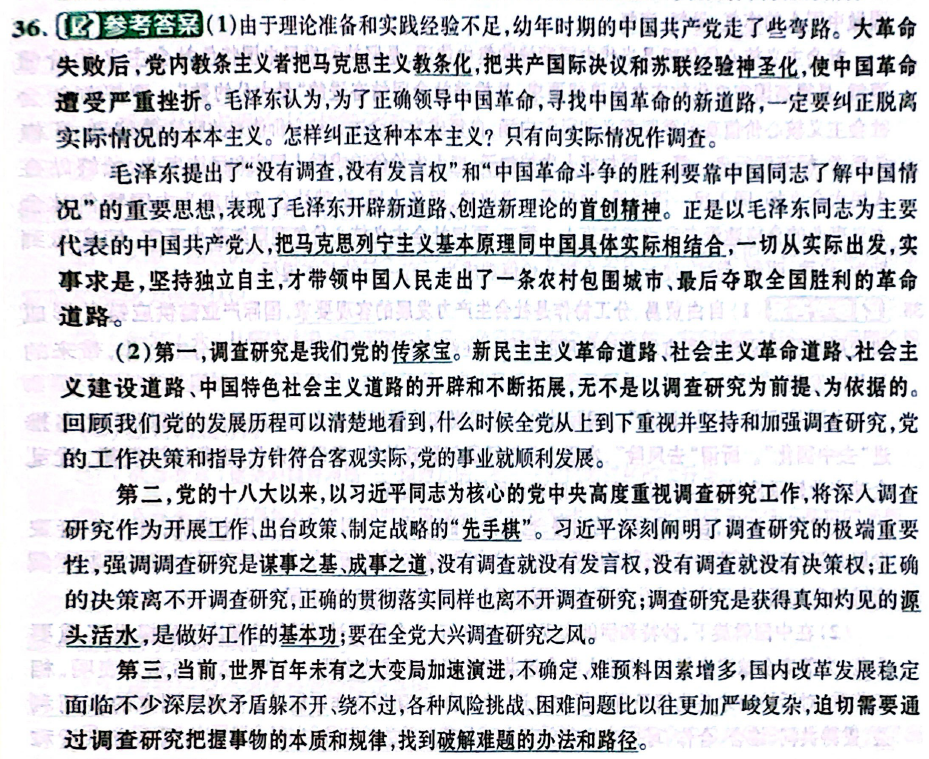 36. 参考答案 (1)由于理论准备和实践经验不足,幼年时期的中国共产党走了些弯路。大革命
失败后,党内教条主义者把马克思主义教条化,把共产国际决议和苏联经验神圣化,使中国革命
遭受严重挫折。毛泽东认为,为了正确领导中国革命,寻找中国革命的新道路,一定要纠正脱离
实际情况的本本主义。怎样纠正这种本本主义?只有向实际情况作调查。
毛泽东提出了“没有调查,没有发言权”和“中国革命斗争的胜利要靠中国同志了解中国情
况”的重要思想,表现了毛泽东开辟新道路、创造新理论的首创精神。正是以毛泽东同志为主要
代表的中国共产党人,把马克思列宁主义基本原理同中国具体实际相结合,一切从实际出发,实
事求是,坚持独立自主,才带领中国人民走出了一条农村包围城市、最后夺取全国胜利的革命
道路。
(2)第一,调查研究是我们党的传家宝。新民主主义革命道路、社会主义革命道路、社会主
义建设道路、中国特色社会主义道路的开辟和不断拓展,无不是以调查研究为前提、为依据的。
回顾我们党的发展历程可以清楚地看到,什么时候全党从上到下重视并坚持和加强调查研究,党
的工作决策和指导方针符合客观实际,党的事业就顺利发展。
第二,党的十八大以来,以习近平同志为核心的党中央高度重视调查研究工作,将深入调查
研究作为开展工作、出台政策、制定战略的“先手棋”。习近平深刻阐明了调查研究的极端重要
性,强调调查研究是谋事之基、成事之道,没有调查就没有发言权,没有调查就没有决策权;正确
的决策离不开调查研究,正确的贯彻落实同样也离不开调查研究;调查研究是获得真知灼见的源
头活水,是做好工作的基本功;要在全党大兴调查研究之风。
第三,当前,世界百年未有之大变局加速演进,不确定、难预料因素增多,国内改革发展稳定
面临不少深层次矛盾躲不开、绕不过,各种风险挑战、困难问题比以往更加严峻复杂,迫切需要通
过调查研究把握事物的本质和规律,找到破解难题的办法和路径。